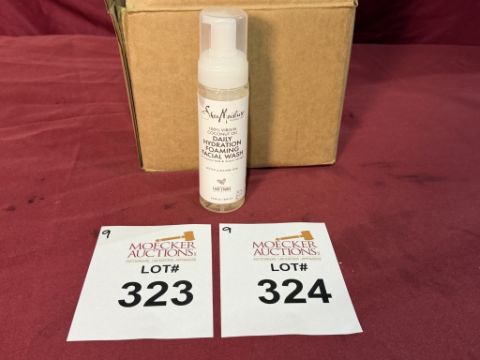 SheaMoisture
100% VIRGIN
COCONUT OIL
DAILY
HYDRATION
FOAMING
FACIAL WASH
9
MOECKER
AUCTIONS
LOT#
323
9
MOECKER
AUCTIONS
LOT#
324